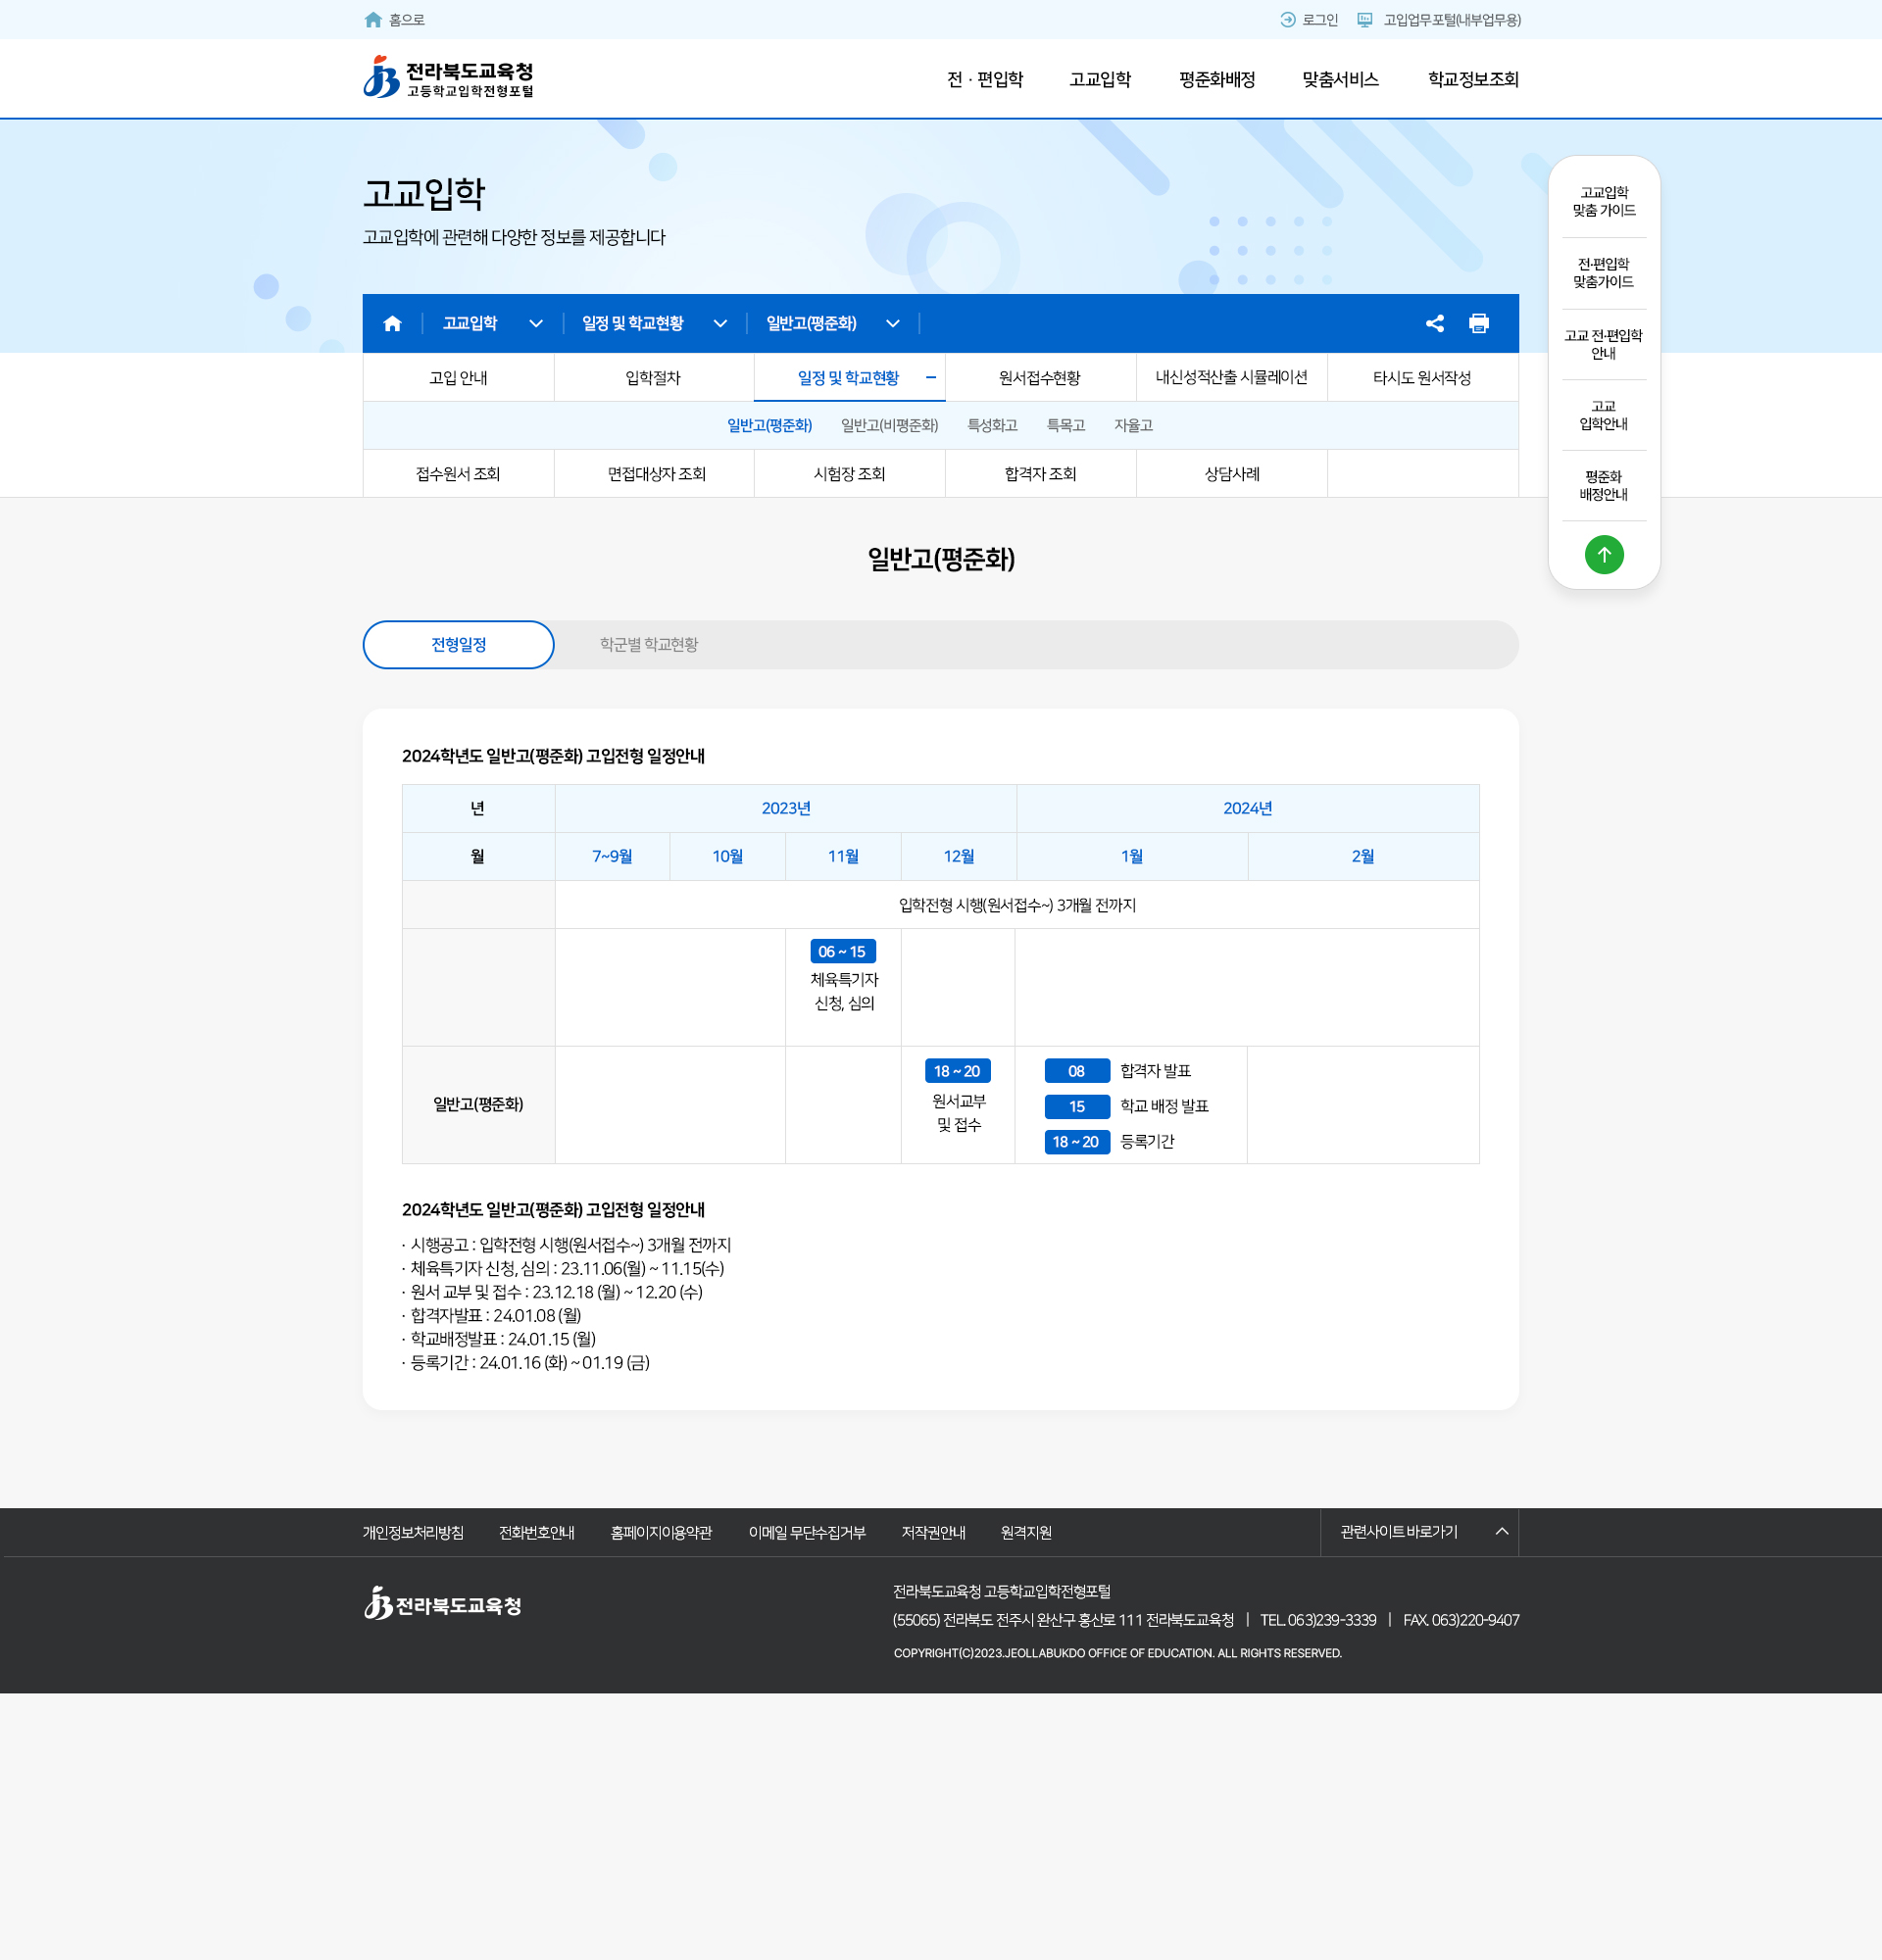 홈으로
로그인
고입업무포털(내부업무용)
전라북도교육청
고등학교입학전형포털
전 · 편입학
고교입학
평준화배정
맞춤서비스
학교정보조회
고교입학
고교입학에 관련해 다양한 정보를 제공합니다
고교입학
일정 및 학교현황
일반고(평준화)
고입 안내
입학절차
일정 및 학교현황
원서접수현황
내신성적산출 시뮬레이션
타시도 원서작성
일반고(평준화)
일반고(비평준화)
특성화고
특목고
자율고
접수원서 조회
면접대상자 조회
시험장 조회
합격자 조회
상담사례
고교입학
맞춤 가이드
전·편입학
맞춤가이드
고교 전·편입학
안내
고교
입학안내
평준화
배정안내
일반고(평준화)
전형일정
학군별 학교현황
2024학년도 일반고(평준화) 고입전형 일정안내
년
2023년
2024년
월
7~9월
10월
11월
12월
1월
2월
입학전형 시행(원서접수~) 3개월 전까지
06 ~ 15
체육특기자
신청, 심의
일반고(평준화)
18 ~ 20
원서교부
및 접수
08 합격자 발표
15 학교 배정 발표
18 ~ 20 등록기간
2024학년도 일반고(평준화) 고입전형 일정안내
· 시행공고 : 입학전형 시행(원서접수~) 3개월 전까지
· 체육특기자 신청, 심의 : 23.11.06(월) ~ 11.15(수)
· 원서 교부 및 접수 : 23.12.18 (월) ~ 12.20 (수)
· 합격자발표 : 24.01.08 (월)
· 학교배정발표 : 24.01.15 (월)
· 등록기간 : 24.01.16 (화) ~ 01.19 (금)
개인정보처리방침
전화번호안내
홈페이지이용약관
이메일 무단수집거부
저작권안내
원격지원
관련사이트 바로가기
전라북도교육청
전라북도교육청 고등학교입학전형포털
(55065) 전라북도 전주시 완산구 홍산로 111 전라북도교육청 | TEL. 063)239-3339 | FAX. 063)220-9407
COPYRIGHT(C)2023.JEOLLABUKDO OFFICE OF EDUCATION. ALL RIGHTS RESERVED.